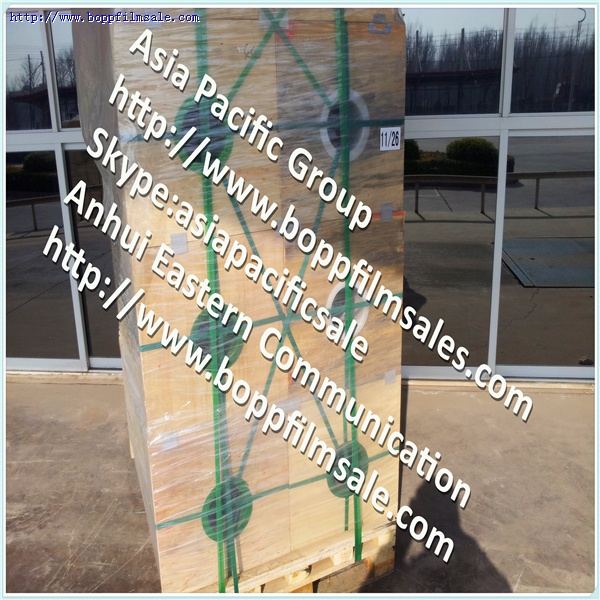 http://www.boppfilmsale.com
Asia Pacific Group
http://www.boppfilmsales.com
Skype:asiapacificsale
Anhui Eastern Communication
http://www.boppfilmsale.com
11/26